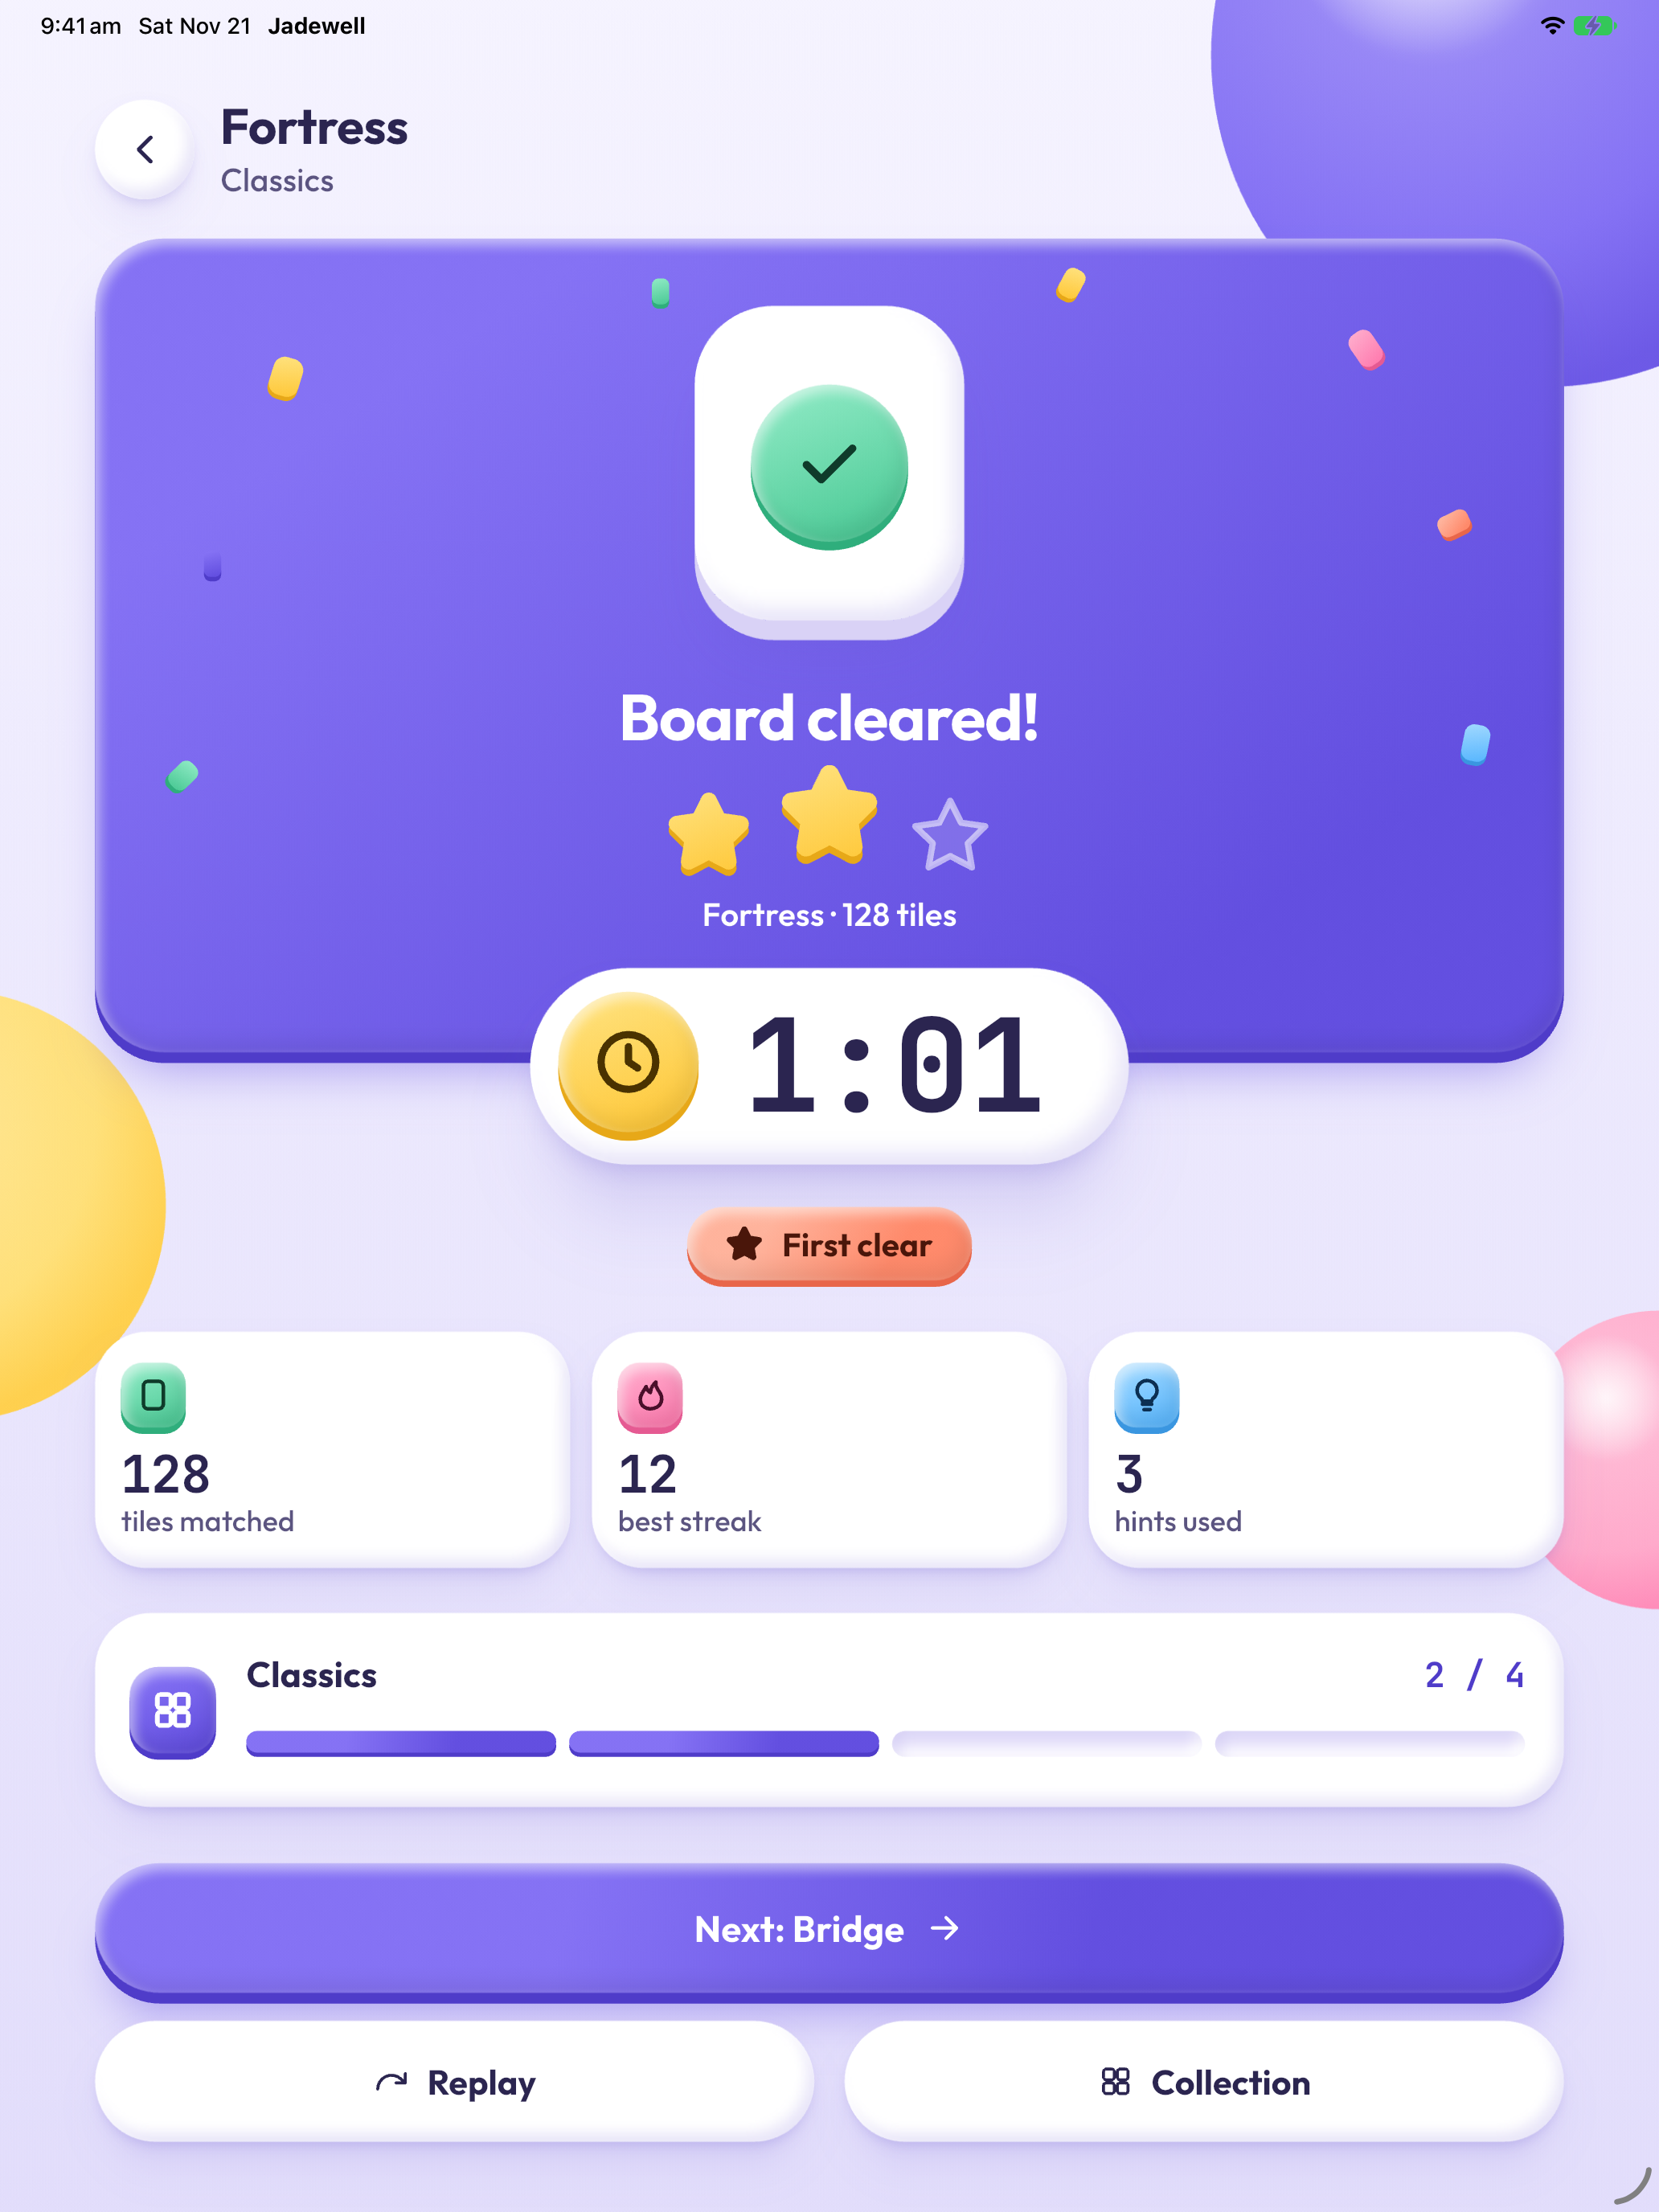 9:41 am Sat Nov 21 Jadewell
Fortress
Classics
Board cleared!
Fortress · 128 tiles
1:01
First clear
128
tiles matched
12
best streak
3
hints used
Classics
2 / 4
Next: Bridge
Replay
Collection